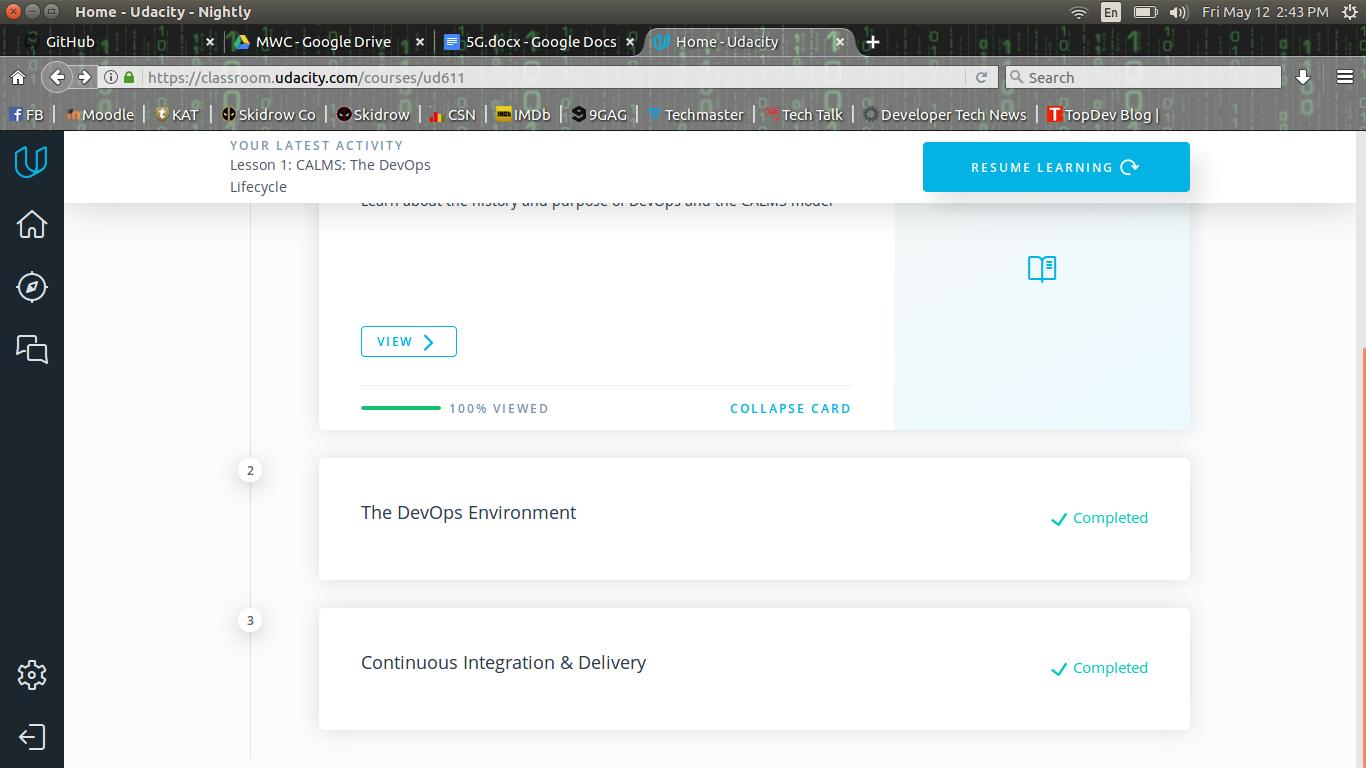 Home - Udacity - Nightly
En
Fri May 12 2:43 PM
GitHub
MWC - Google Drive
5G.docx - Google Docs
Home - Udacity
https://classroom.udacity.com/courses/ud611
Search
FB
Moodle
KAT
Skidrow Co
Skidrow
CSN
IMDb
9GAG
Techmaster
Tech Talk
Developer Tech News
TopDev Blog
YOUR LATEST ACTIVITY
Lesson 1: CALMS: The DevOps
Lifecycle
RESUME LEARNING
Learn about the history and purpose of DevOps and the CALMS model
VIEW
100% VIEWED
COLLAPSE CARD
2
The DevOps Environment
Completed
3
Continuous Integration & Delivery
Completed